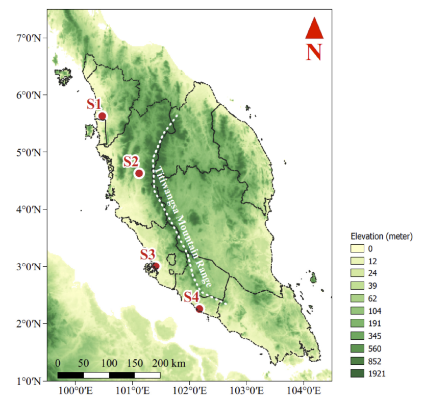 7°0'N
N
6°0'N
S1
5°0'N
S2
4°0'N
Titiwangsa Mountain Range
S3
3°0'N
S4
2°0'N
0 50 100 150 200 km
1°0'N
100°0'E 101°0'E 102°0'E 103°0'E 104°0'E
Elevation (meter)
0
12
24
39
62
104
191
345
560
852
1921